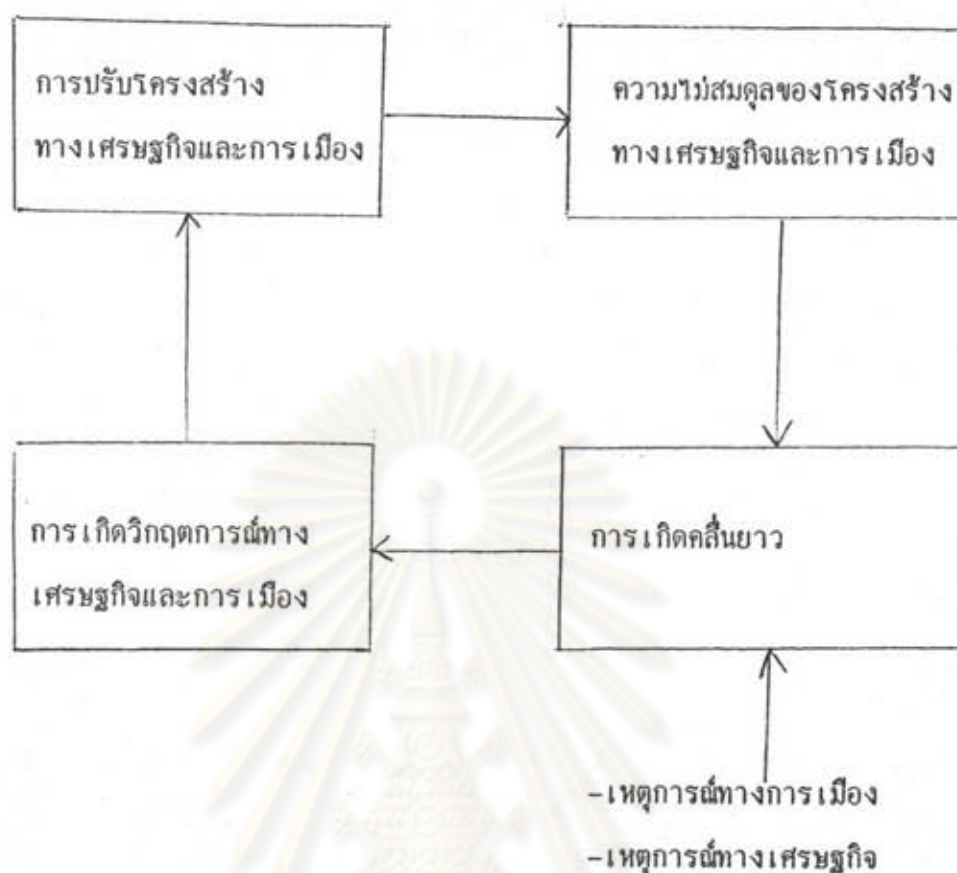 การปรับโครงสร้าง
ทางเศรษฐกิจและการเมือง
ความไม่สมดุลของโครงสร้าง
ทางเศรษฐกิจและการเมือง
การเกิดวิกฤตการณ์ทาง
เศรษฐกิจและการเมือง
การเกิดคลื่นยาว
-เหตุการณ์ทางการเมือง
-เหตุการณ์ทางเศรษฐกิจ